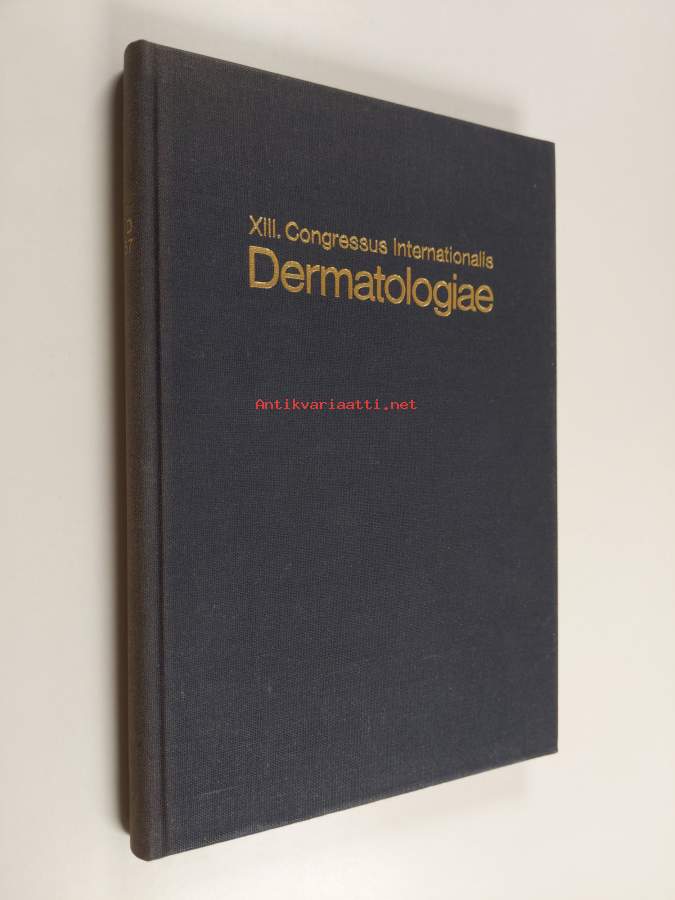 XIII. Congressus Internationalis
Dermatologiae
Antikvariaatti.net